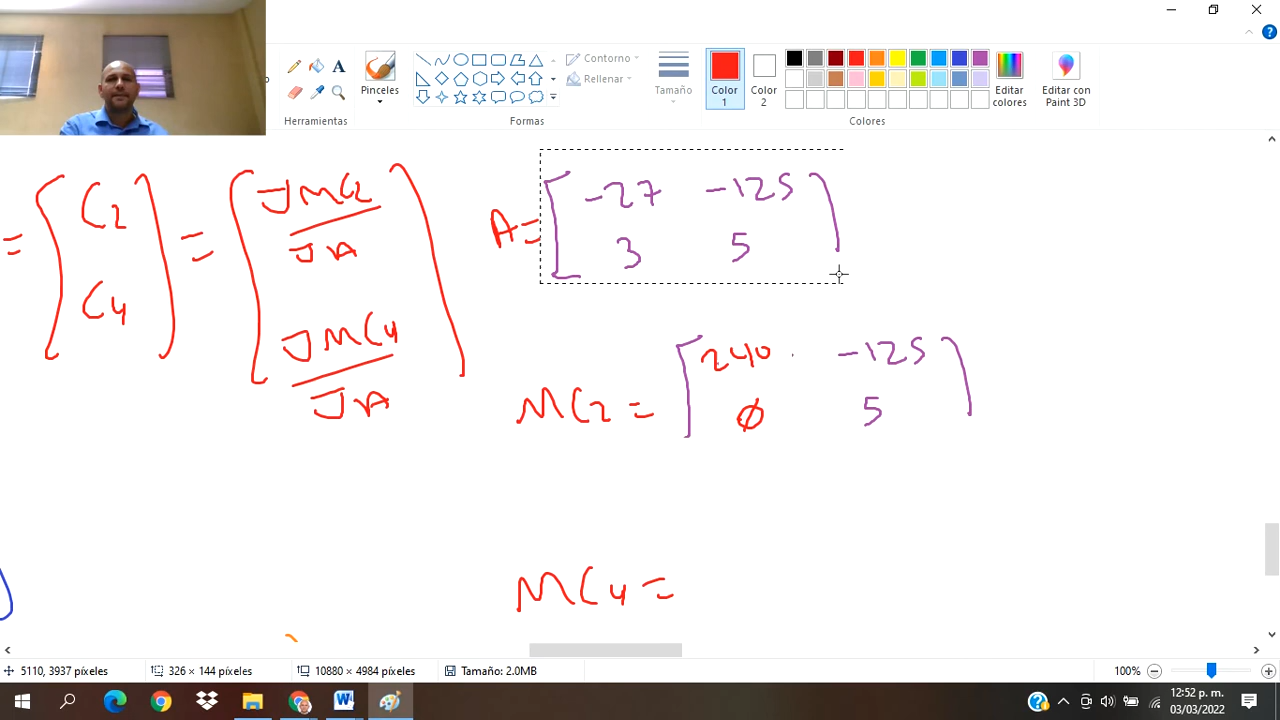 Contorno
Rellenar
Pinceles
Tamaño
Color 1
Color 2
Editar colores
Editar con Paint 3D
Herramientas
Formas
Colores
= [ C2 C4 ] = [ JMC2 / JA JMC4 / JA ]
A = [ -27 -125
3 5 ]
MC2 = [ 240 -125
0 5 ]
MC4 =
5110, 3937 píxeles
326 × 144 píxeles
10880 × 4984 píxeles
Tamaño: 2.0MB
100%
12:52 p. m.
03/03/2022